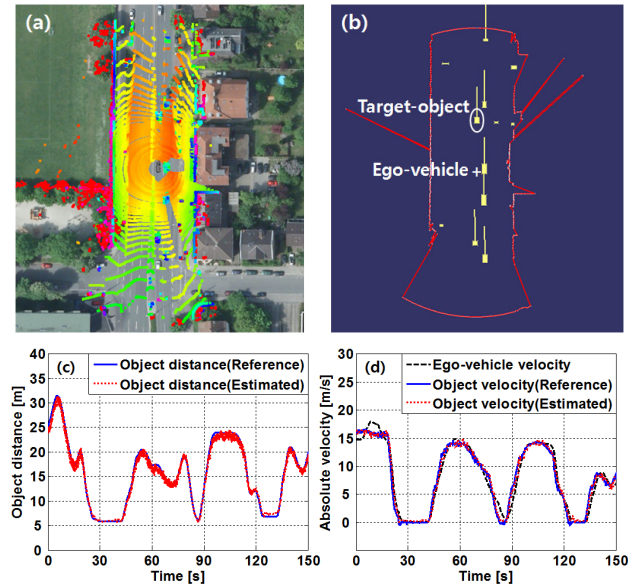 (a)
(b)
Target-object
Ego-vehicle +
(c)
Object distance(Reference)
Object distance(Estimated)
Object distance [m]
40
35
30
25
20
15
10
5
0
0 30 60 90 120 150
Time [s]
(d)
Ego-vehicle velocity
Object velocity(Reference)
Object velocity(Estimated)
Absolute velocity [m/s]
30
25
20
15
10
5
0
-5
0 30 60 90 120 150
Time [s]